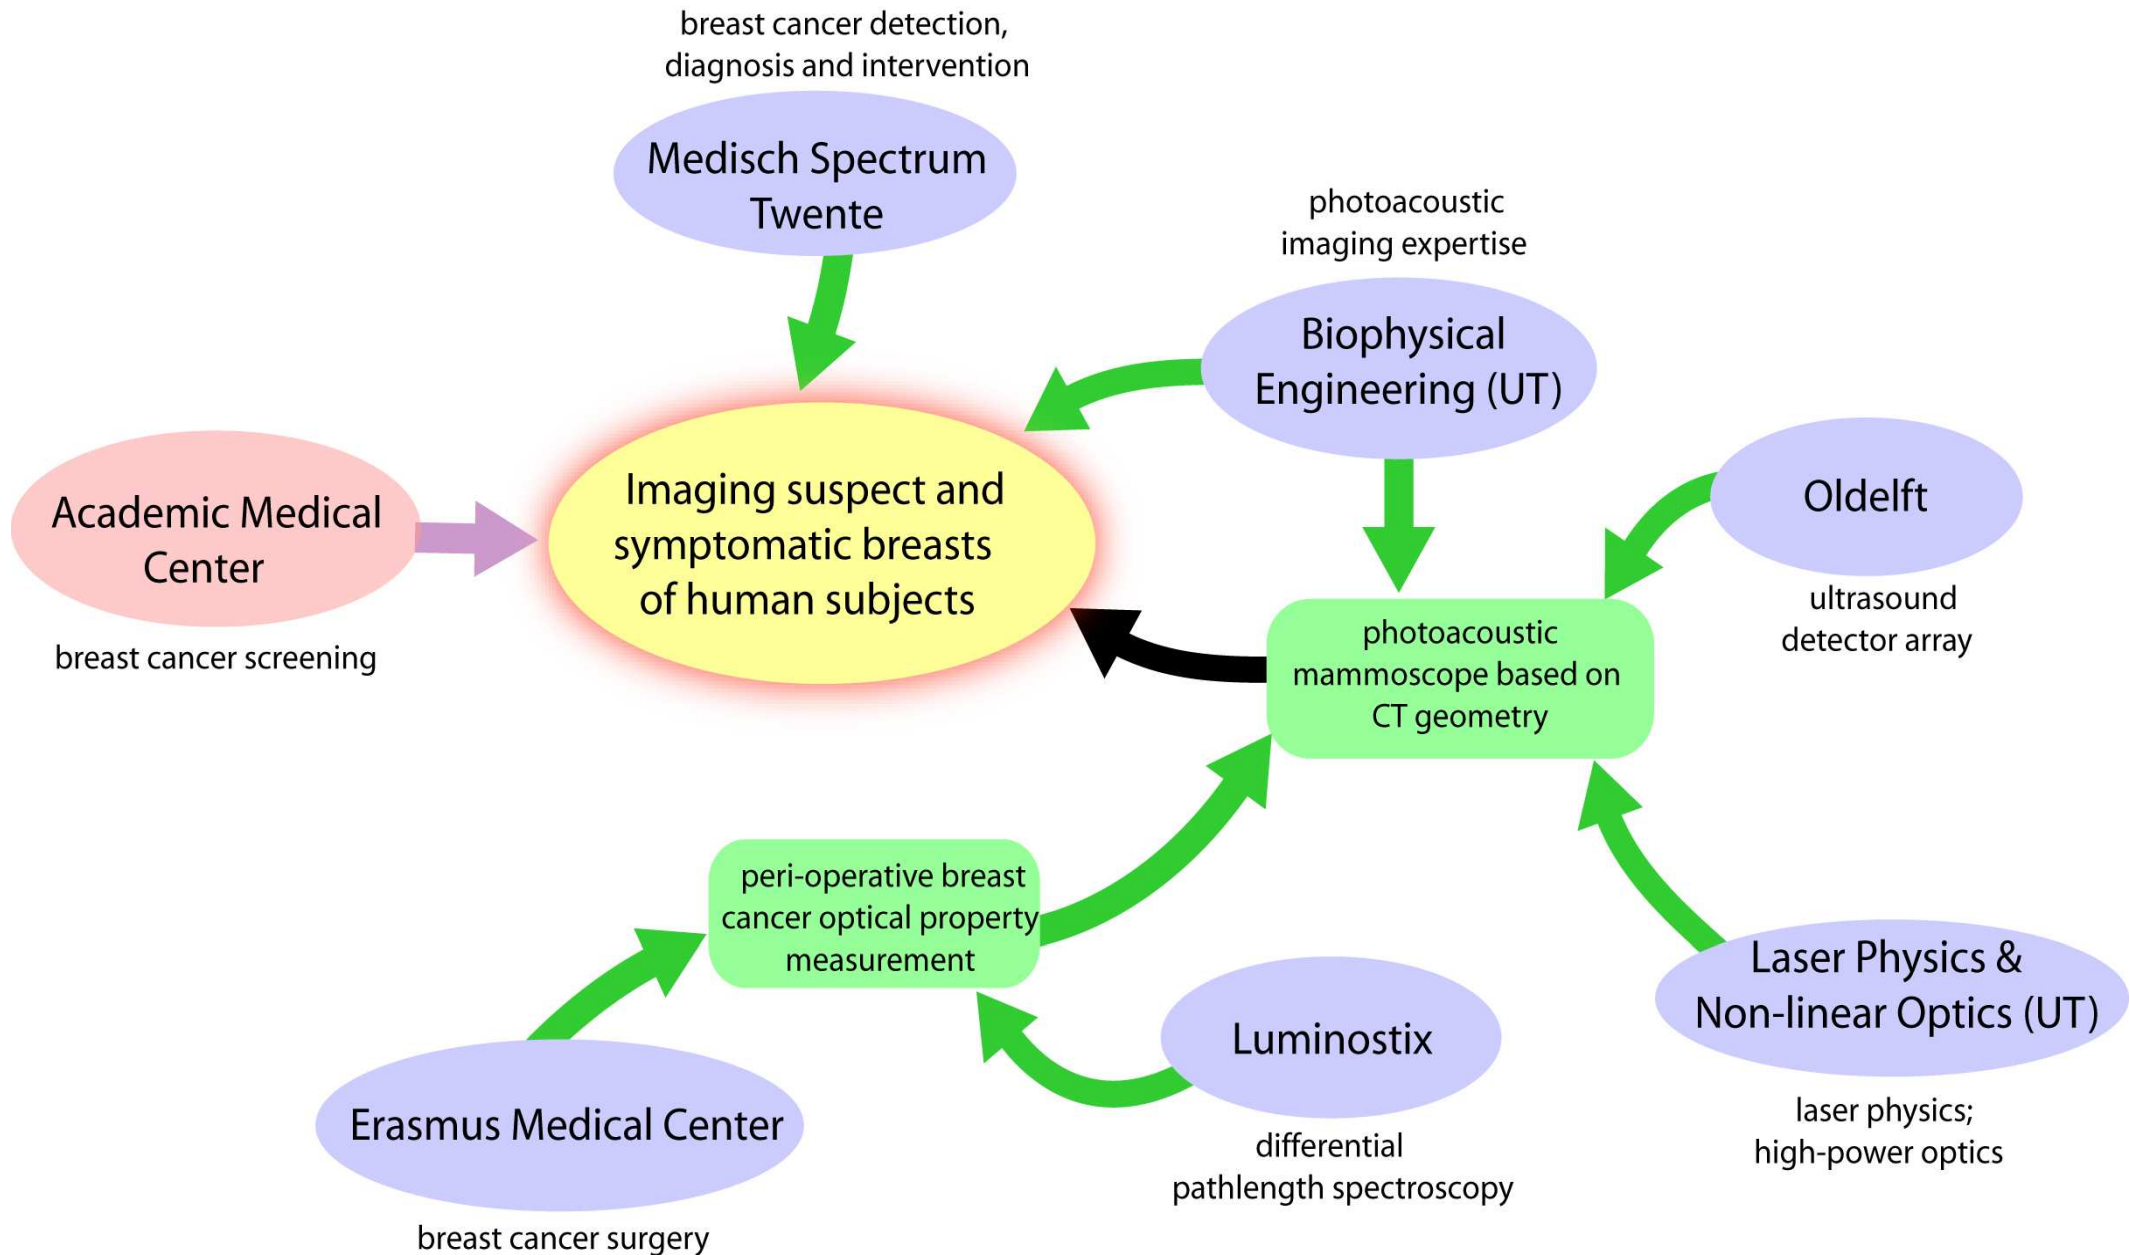 breast cancer detection,
diagnosis and intervention
Medisch Spectrum
Twente
photoacoustic
imaging expertise
Biophysical
Engineering (UT)
Oldelft
ultrasound
detector array
Academic Medical
Center
breast cancer screening
Imaging suspect and
symptomatic breasts
of human subjects
photoacoustic
mammoscope based on
CT geometry
peri-operative breast
cancer optical property
measurement
Luminostix
differential
pathlength spectroscopy
Laser Physics &
Non-linear Optics (UT)
laser physics;
high-power optics
Erasmus Medical Center
breast cancer surgery